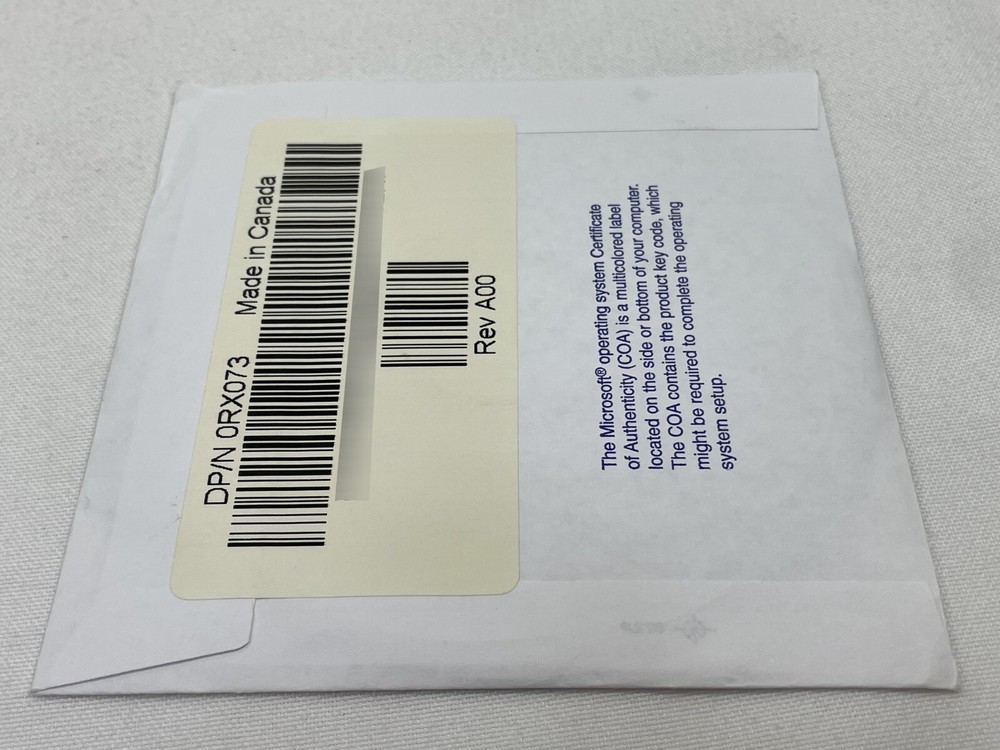 DP/N 0RX073 Made in Canada
Rev A00
The Microsoft® operating system Certificate
of Authenticity (COA) is a multicolored label
located on the side or bottom of your computer.
The COA contains the product key code, which
might be required to complete the operating
system setup.